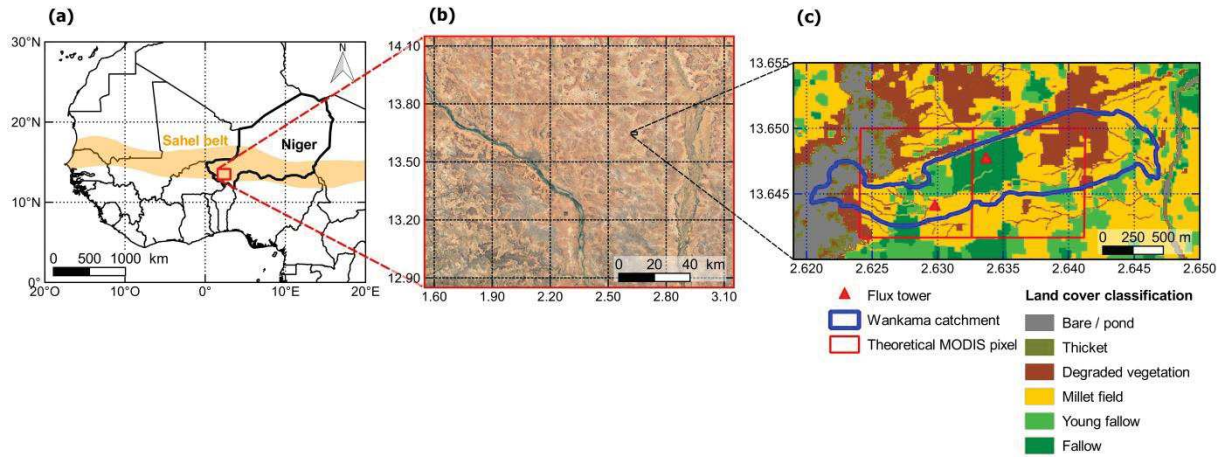 (a)
30°N
20°N
10°N
0°
20°W
10°W
0°
10°E
20°E
N
Sahel belt
Niger
0 500 1000 km
(b)
14.10
13.80
13.50
13.20
12.90
1.60
1.90
2.20
2.50
2.80
3.10
0 20 40 km
(c)
13.655
13.650
13.645
2.620
2.625
2.630
2.635
2.640
2.645
2.650
0 250 500 m
Flux tower
Wankama catchment
Theoretical MODIS pixel
Land cover classification
Bare / pond
Thicket
Degraded vegetation
Millet field
Young fallow
Fallow